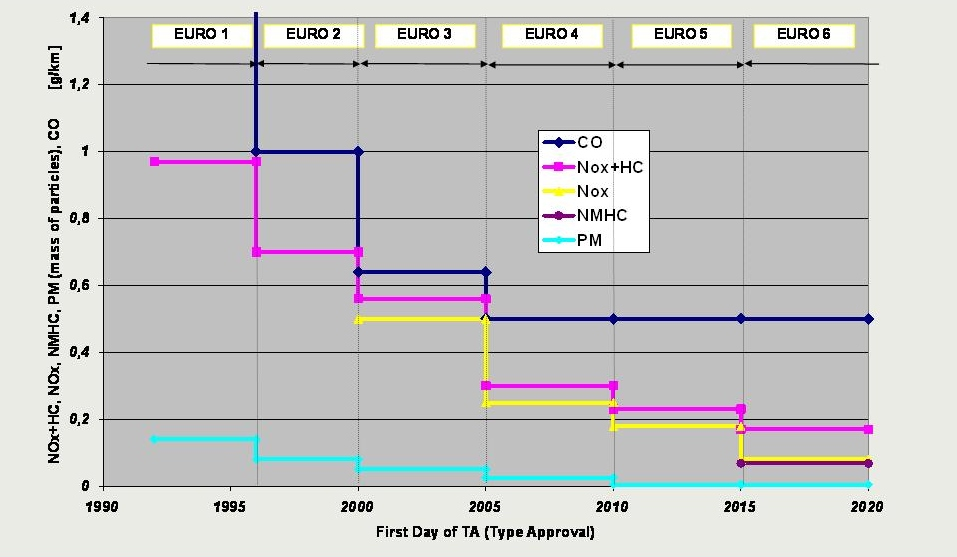 EURO 1 EURO 2 EURO 3 EURO 4 EURO 5 EURO 6
NOx+HC, NOx, NMHC, PM (mass of particles), CO [g/km]
1,4
1,2
1
0,8
0,6
0,4
0,2
0
CO
Nox+HC
Nox
NMHC
PM
1990 1995 2000 2005 2010 2015 2020
First Day of TA (Type Approval)